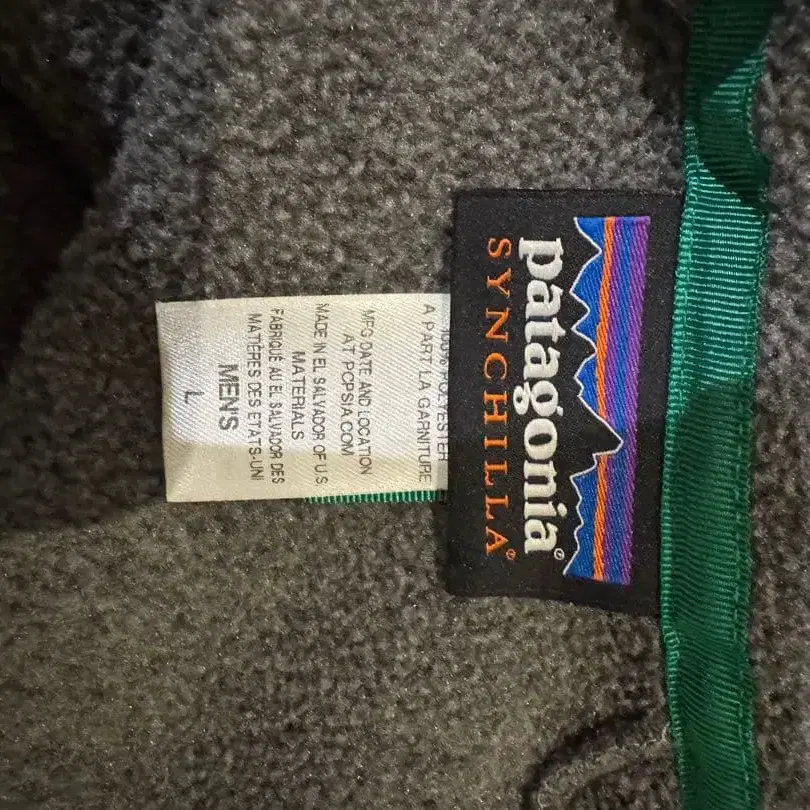 patagonia®
SYNCHILLA®
100% POLYESTER
A PART LA GARNITURE
MFG DATE AND LOCATION
AT PCPSIA.COM
MADE IN EL SALVADOR OF U.S.
MATERIALS
FABRIQUÉ AU EL SALVADOR DES
MATIÈRES DES ETATS-UNI
MEN'S
L